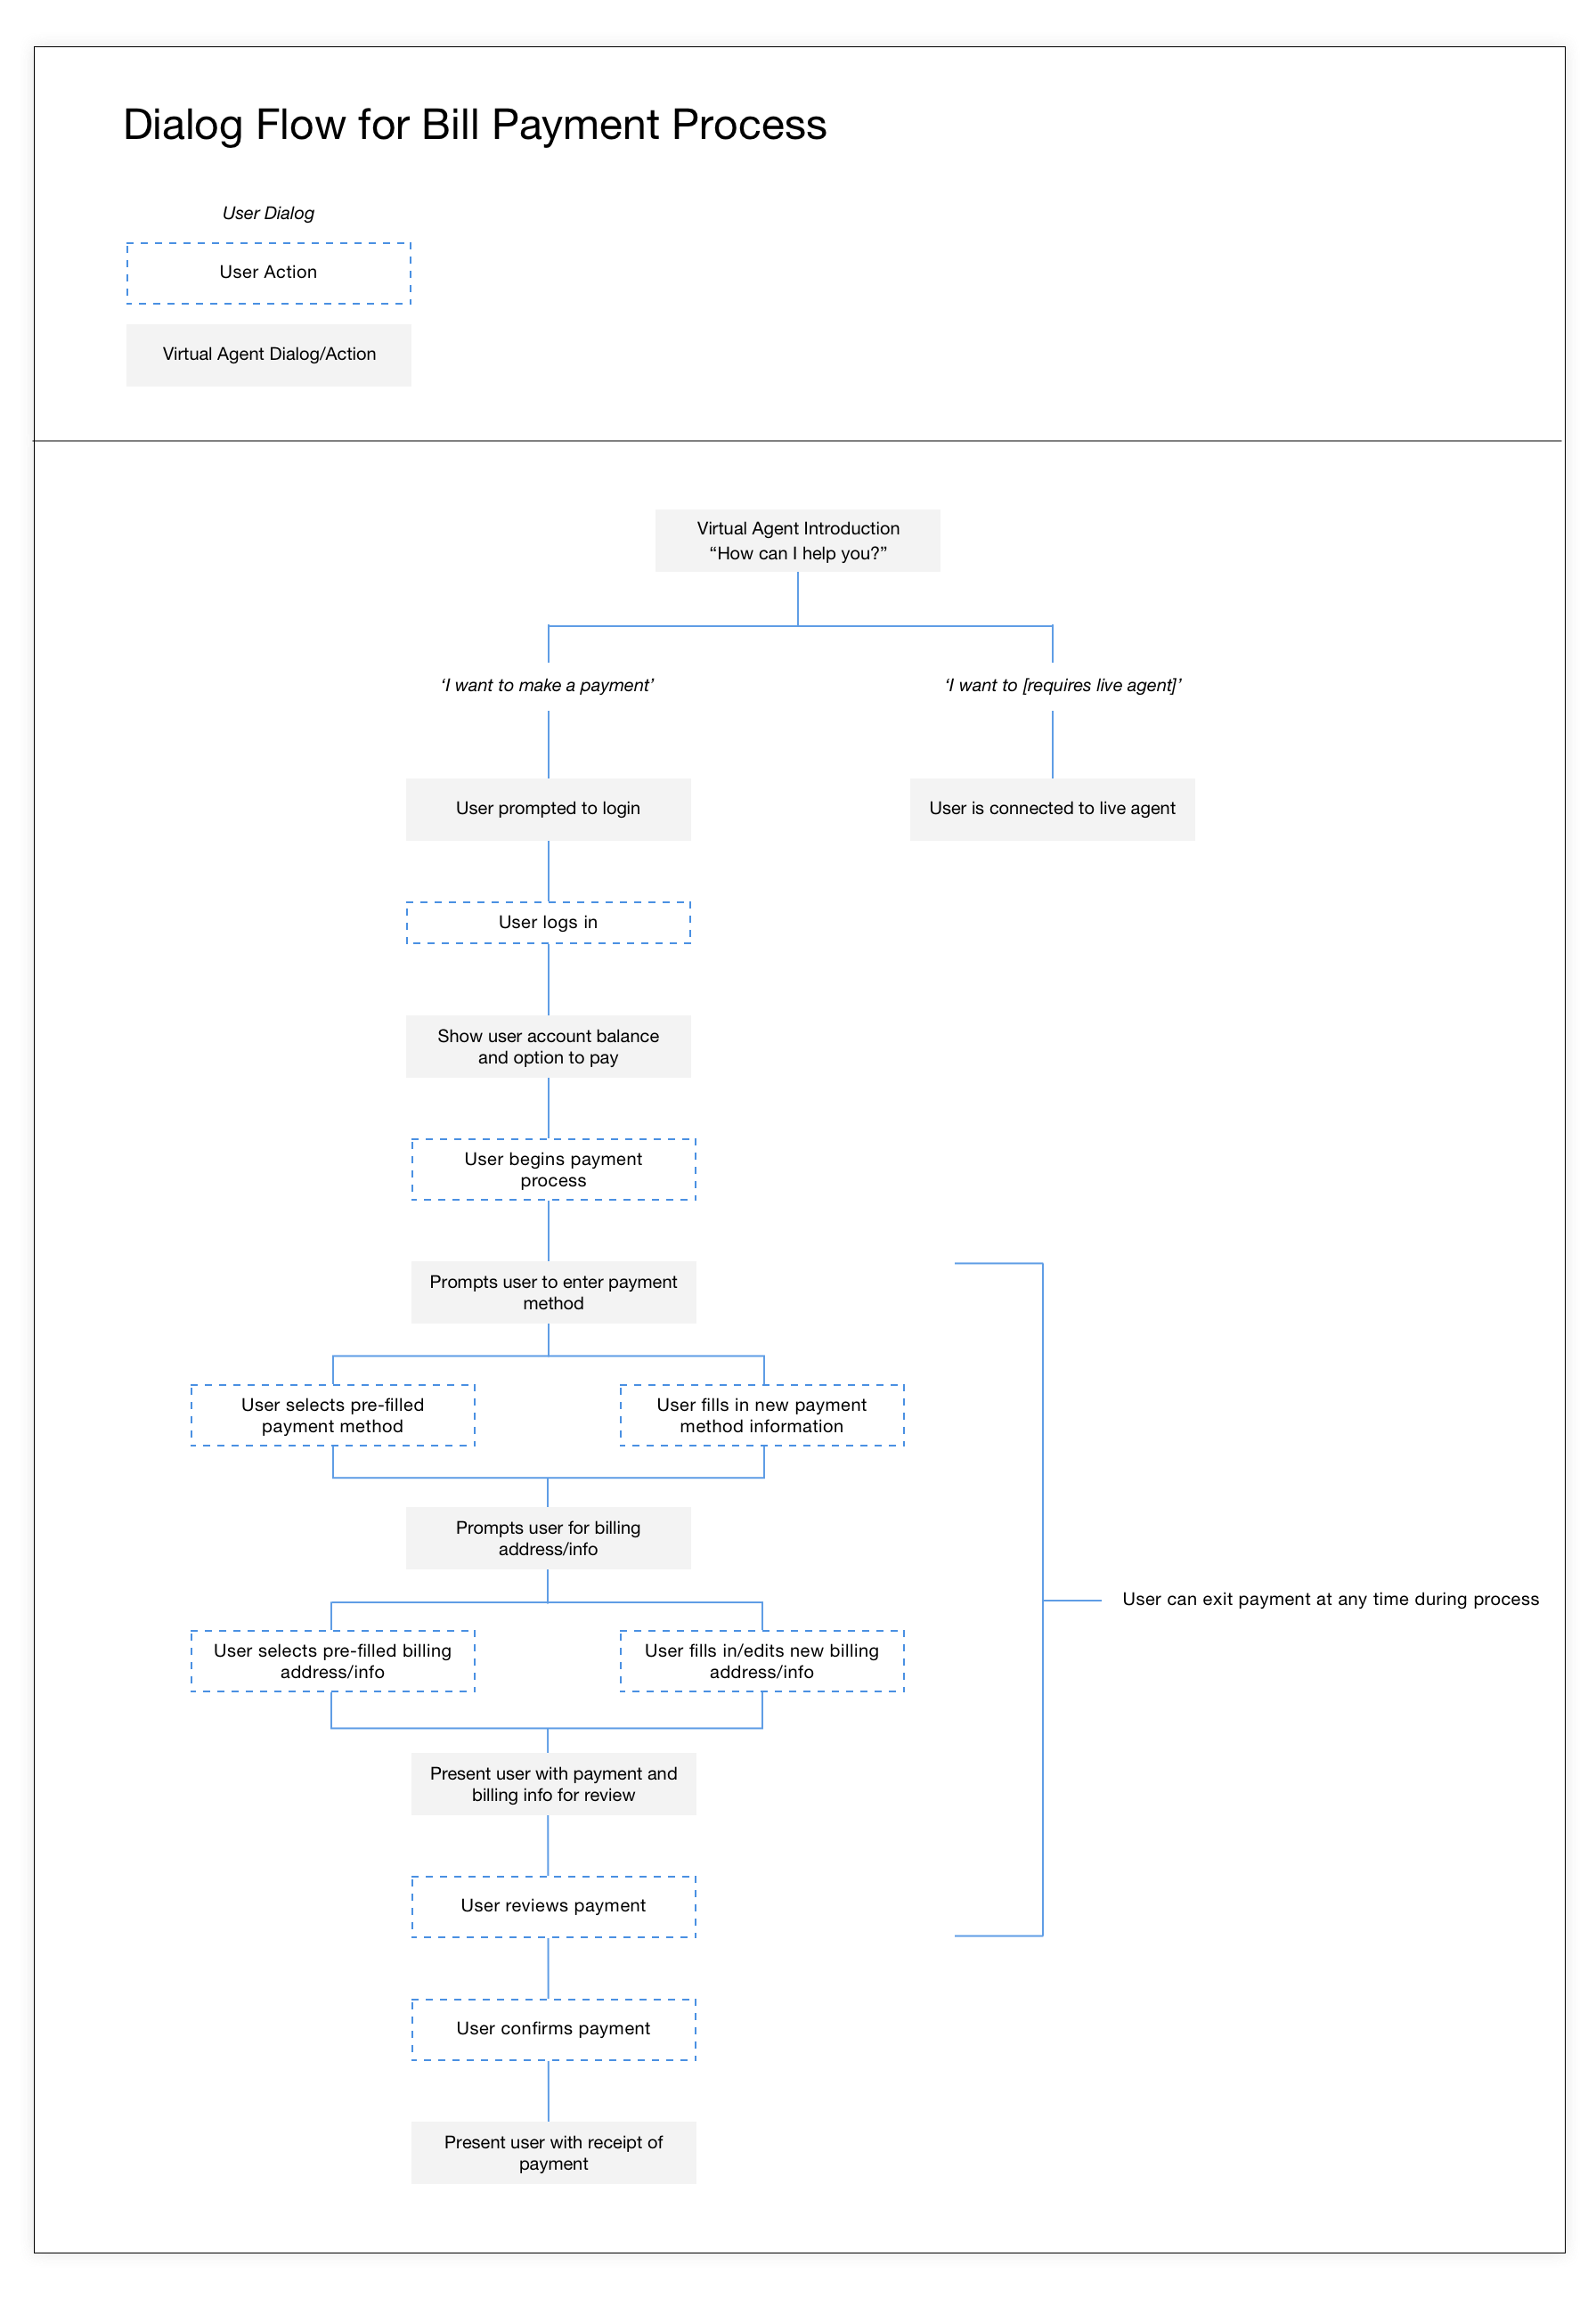 Dialog Flow for Bill Payment Process
User Dialog
User Action
Virtual Agent Dialog/Action
Virtual Agent Introduction
“How can I help you?”
‘I want to make a payment’
‘I want to [requires live agent]’
User prompted to login
User is connected to live agent
User logs in
Show user account balance
and option to pay
User begins payment
process
Prompts user to enter payment
method
User selects pre-filled
payment method
User fills in new payment
method information
Prompts user for billing
address/info
User can exit payment at any time during process
User selects pre-filled billing
address/info
User fills in/edits new billing
address/info
Present user with payment and
billing info for review
User reviews payment
User confirms payment
Present user with receipt of
payment